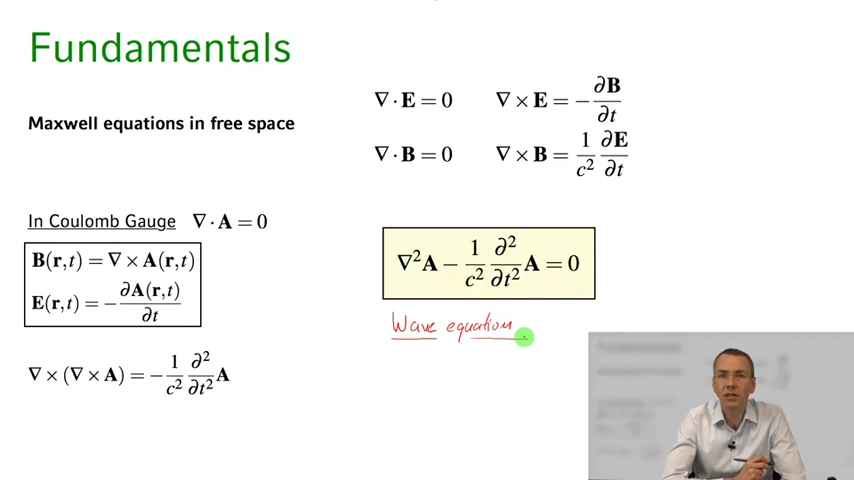 Fundamentals
Maxwell equations in free space
∇ · E = 0    ∇ × E = −∂B/∂t
∇ · B = 0    ∇ × B = 1/c² ∂E/∂t
In Coulomb Gauge ∇ · A = 0
B(r,t) = ∇ × A(r,t)
E(r,t) = −∂A(r,t)/∂t
∇ × (∇ × A) = −1/c² ∂²/∂t² A
∇²A − 1/c² ∂²/∂t² A = 0
Wave equation